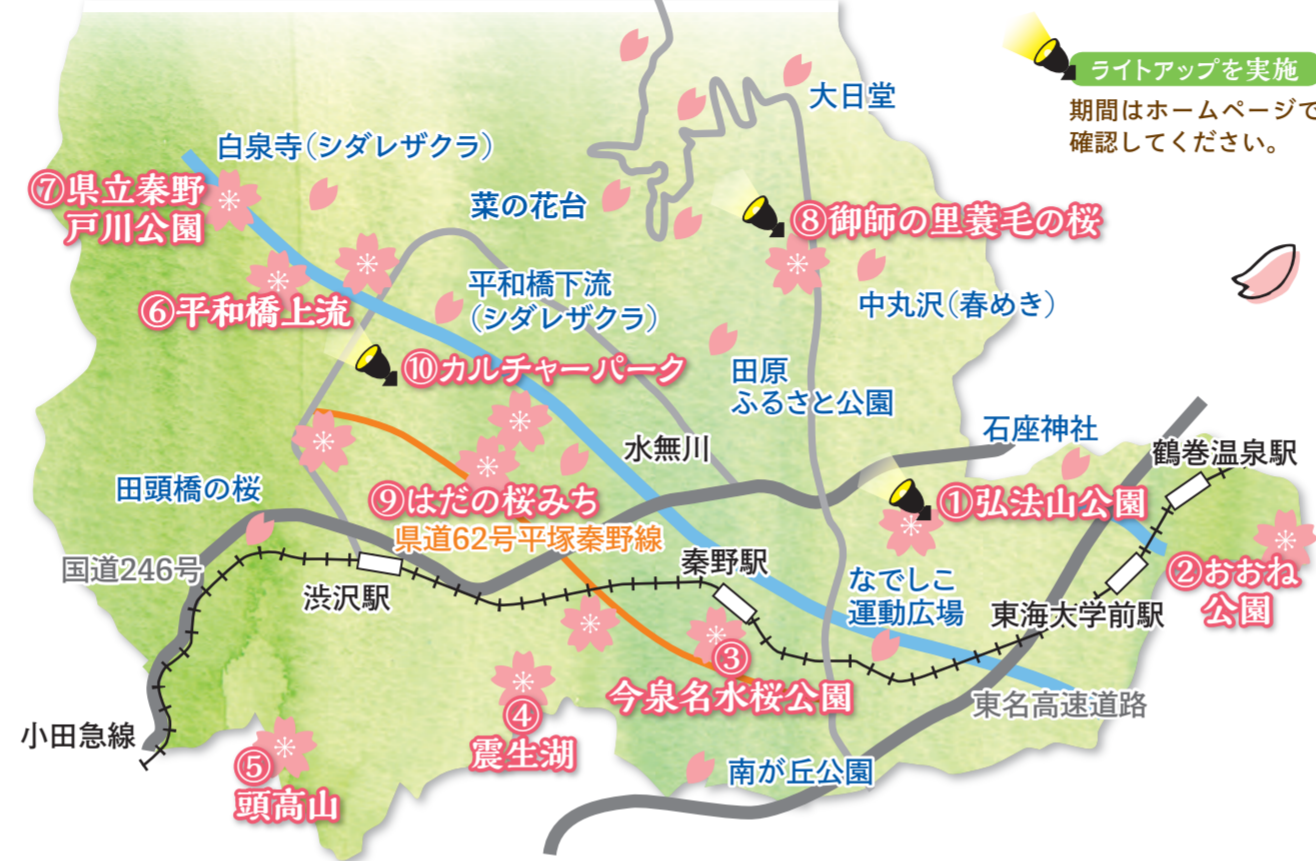 ライトアップを実施
期間はホームページで
確認してください。
大日堂
白泉寺（シダレザクラ）
⑦県立秦野
戸川公園
菜の花台
⑧御師の里蓑毛の桜
平和橋下流
（シダレザクラ）
中丸沢（春めき）
⑥平和橋上流
⑩カルチャーパーク
田原
ふるさと公園
石座神社
水無川
鶴巻温泉駅
田頭橋の桜
⑨はだの桜みち
①弘法山公園
県道62号平塚秦野線
国道246号
秦野駅
渋沢駅
なでしこ
運動広場
東海大学前駅
②おおね
公園
③
今泉名水桜公園
東名高速道路
④
震生湖
小田急線
⑤
頭高山
南が丘公園